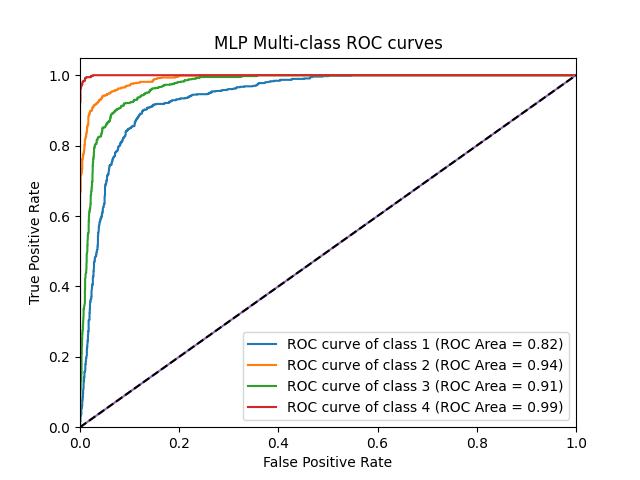 MLP Multi-class ROC curves
True Positive Rate
1.0
0.8
0.6
0.4
0.2
0.0
ROC curve of class 1 (ROC Area = 0.82)
ROC curve of class 2 (ROC Area = 0.94)
ROC curve of class 3 (ROC Area = 0.91)
ROC curve of class 4 (ROC Area = 0.99)
0.0 0.2 0.4 0.6 0.8 1.0
False Positive Rate